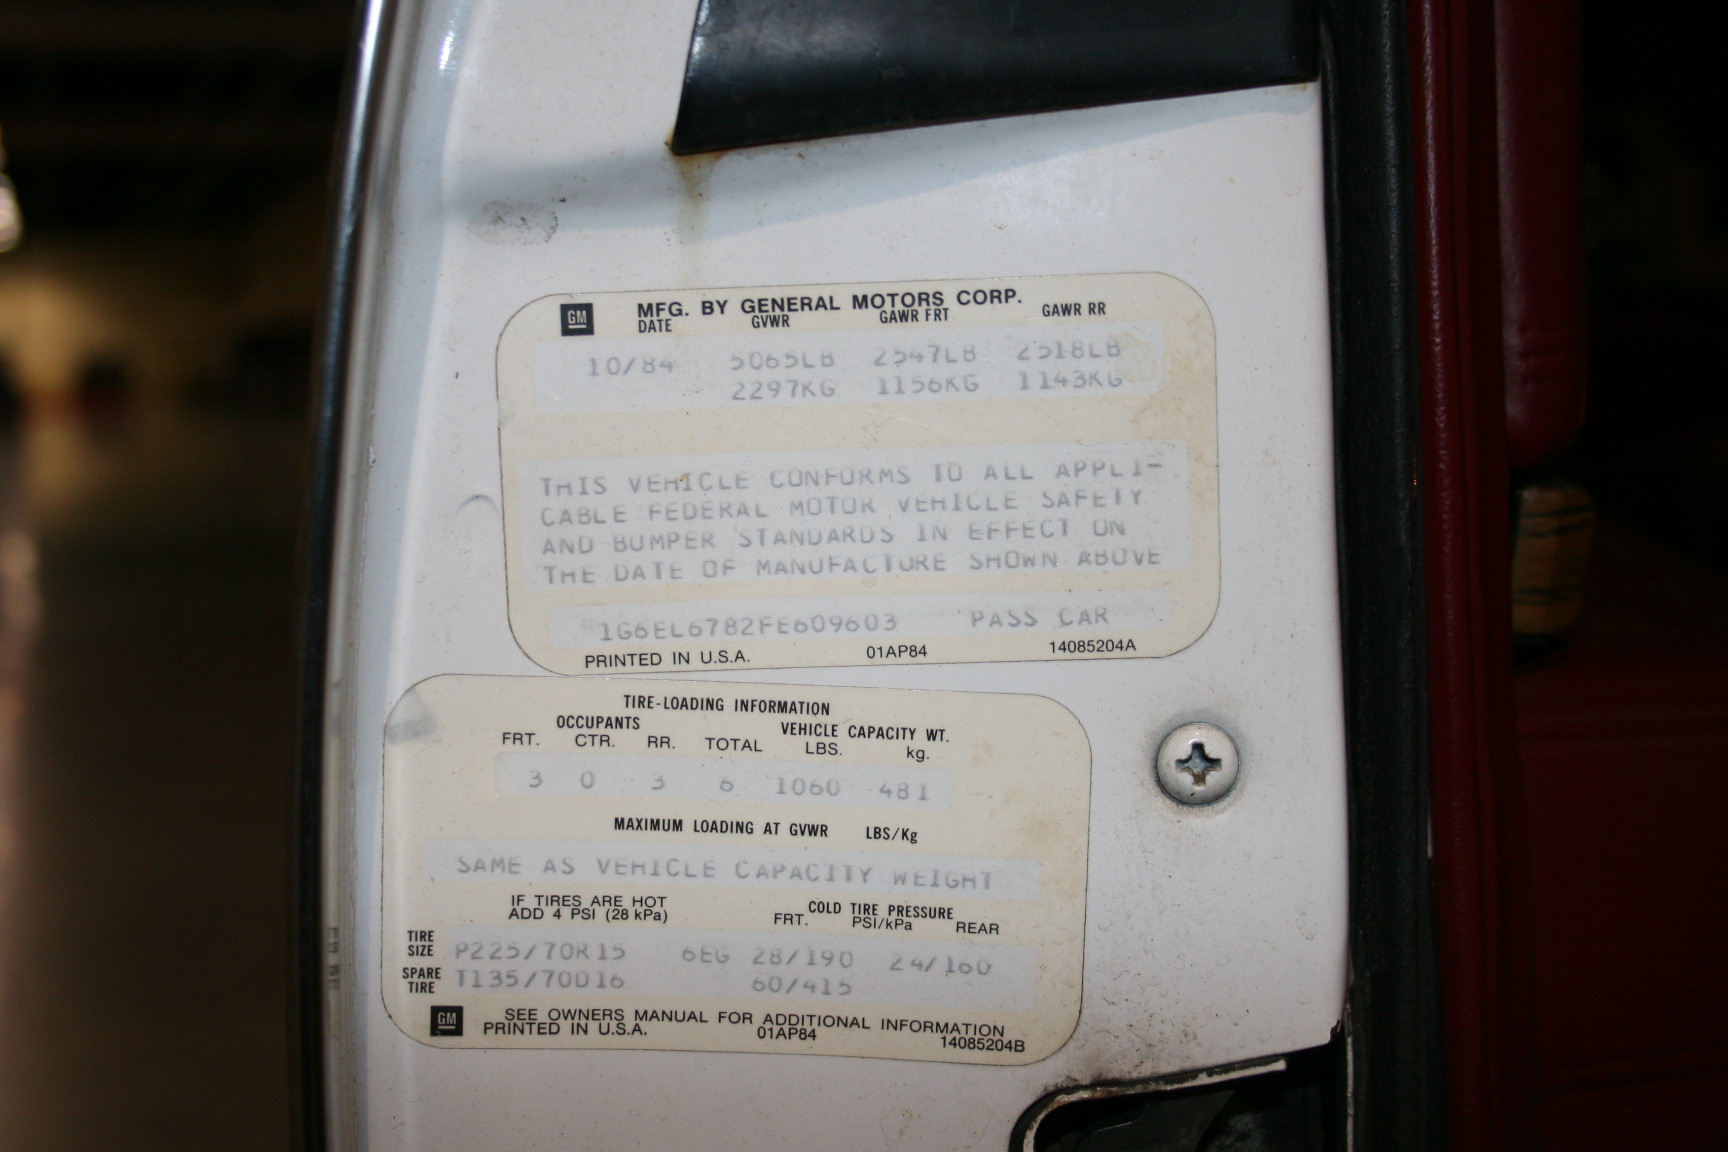 GM MFG. BY GENERAL MOTORS CORP.
DATE GVWR GAWR FRT GAWR RR
10/84 5065LB 2547LB 2518LB
2297KG 1156KG 1143KG
THIS VEHICLE CONFORMS TO ALL APPLI-
CABLE FEDERAL MOTOR VEHICLE SAFETY
AND BUMPER STANDARDS IN EFFECT ON
THE DATE OF MANUFACTURE SHOWN ABOVE
1G6EL6782FE609603 PASS CAR
PRINTED IN U.S.A. 01AP84 14085204A
TIRE-LOADING INFORMATION
OCCUPANTS VEHICLE CAPACITY WT.
FRT. CTR. RR. TOTAL LBS. kg.
3 0 3 6 1060 481
MAXIMUM LOADING AT GVWR LBS/Kg
SAME AS VEHICLE CAPACITY WEIGHT
IF TIRES ARE HOT COLD TIRE PRESSURE
ADD 4 PSI (28 kPa) FRT. PSI/kPa REAR
TIRE SIZE P225/70R15 6EG 28/190 24/160
SPARE TIRE T135/70D16 60/415
GM SEE OWNERS MANUAL FOR ADDITIONAL INFORMATION
PRINTED IN U.S.A. 01AP84 14085204B